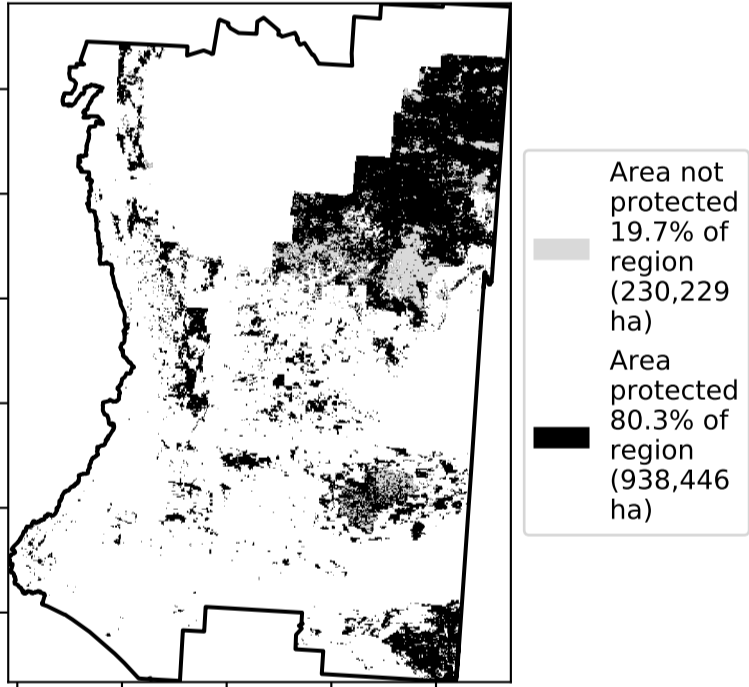 Area not
protected
19.7% of
region
(230,229
ha)
Area
protected
80.3% of
region
(938,446
ha)